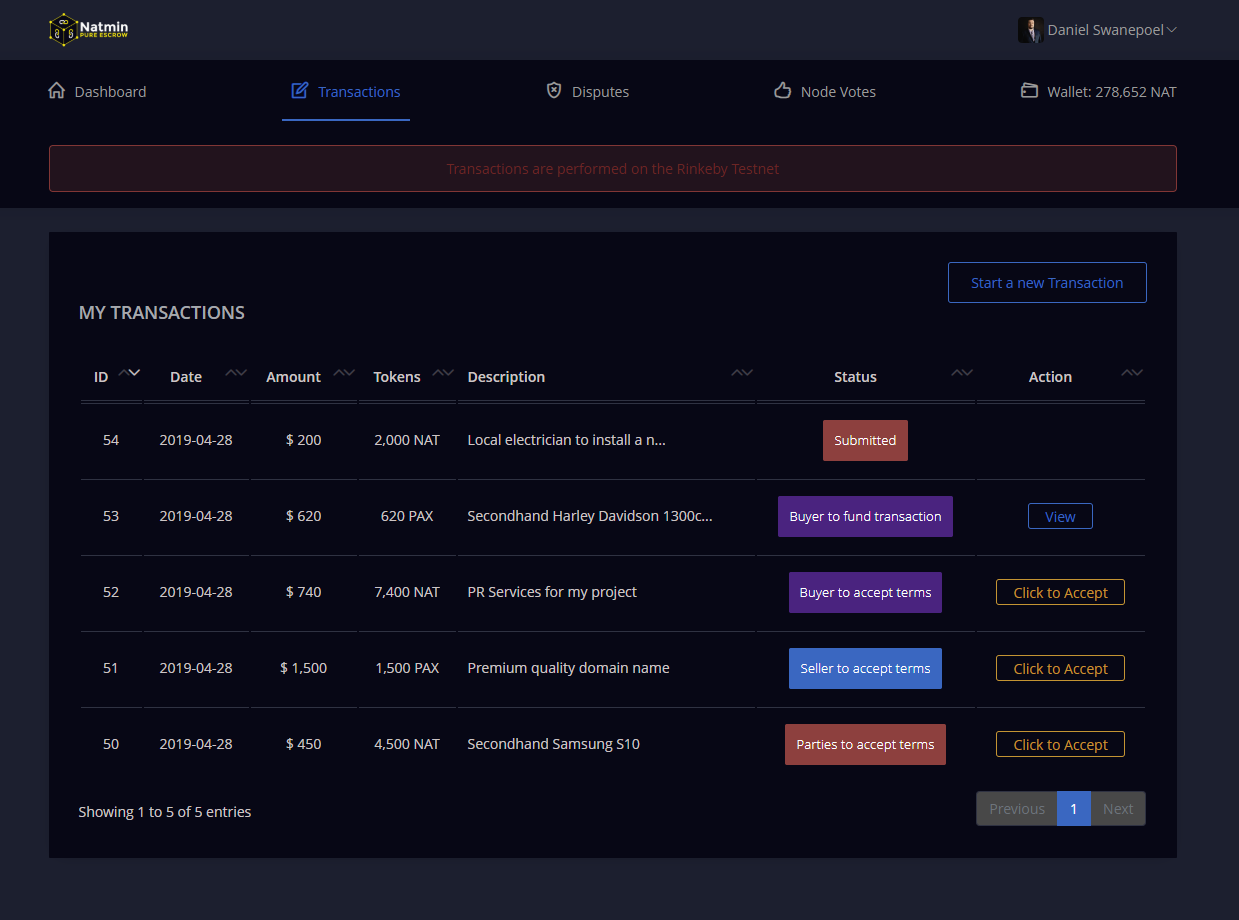 Natmin
PURE ESCROW
Daniel Swanepoel
Dashboard
Transactions
Disputes
Node Votes
Wallet: 278,652 NAT
Transactions are performed on the Rinkeby Testnet
Start a new Transaction
MY TRANSACTIONS
ID Date Amount Tokens Description Status Action
54 2019-04-28 $ 200 2,000 NAT Local electrician to install a n... Submitted
53 2019-04-28 $ 620 620 PAX Secondhand Harley Davidson 1300c... Buyer to fund transaction View
52 2019-04-28 $ 740 7,400 NAT PR Services for my project Buyer to accept terms Click to Accept
51 2019-04-28 $ 1,500 1,500 PAX Premium quality domain name Seller to accept terms Click to Accept
50 2019-04-28 $ 450 4,500 NAT Secondhand Samsung S10 Parties to accept terms Click to Accept
Showing 1 to 5 of 5 entries
Previous 1 Next